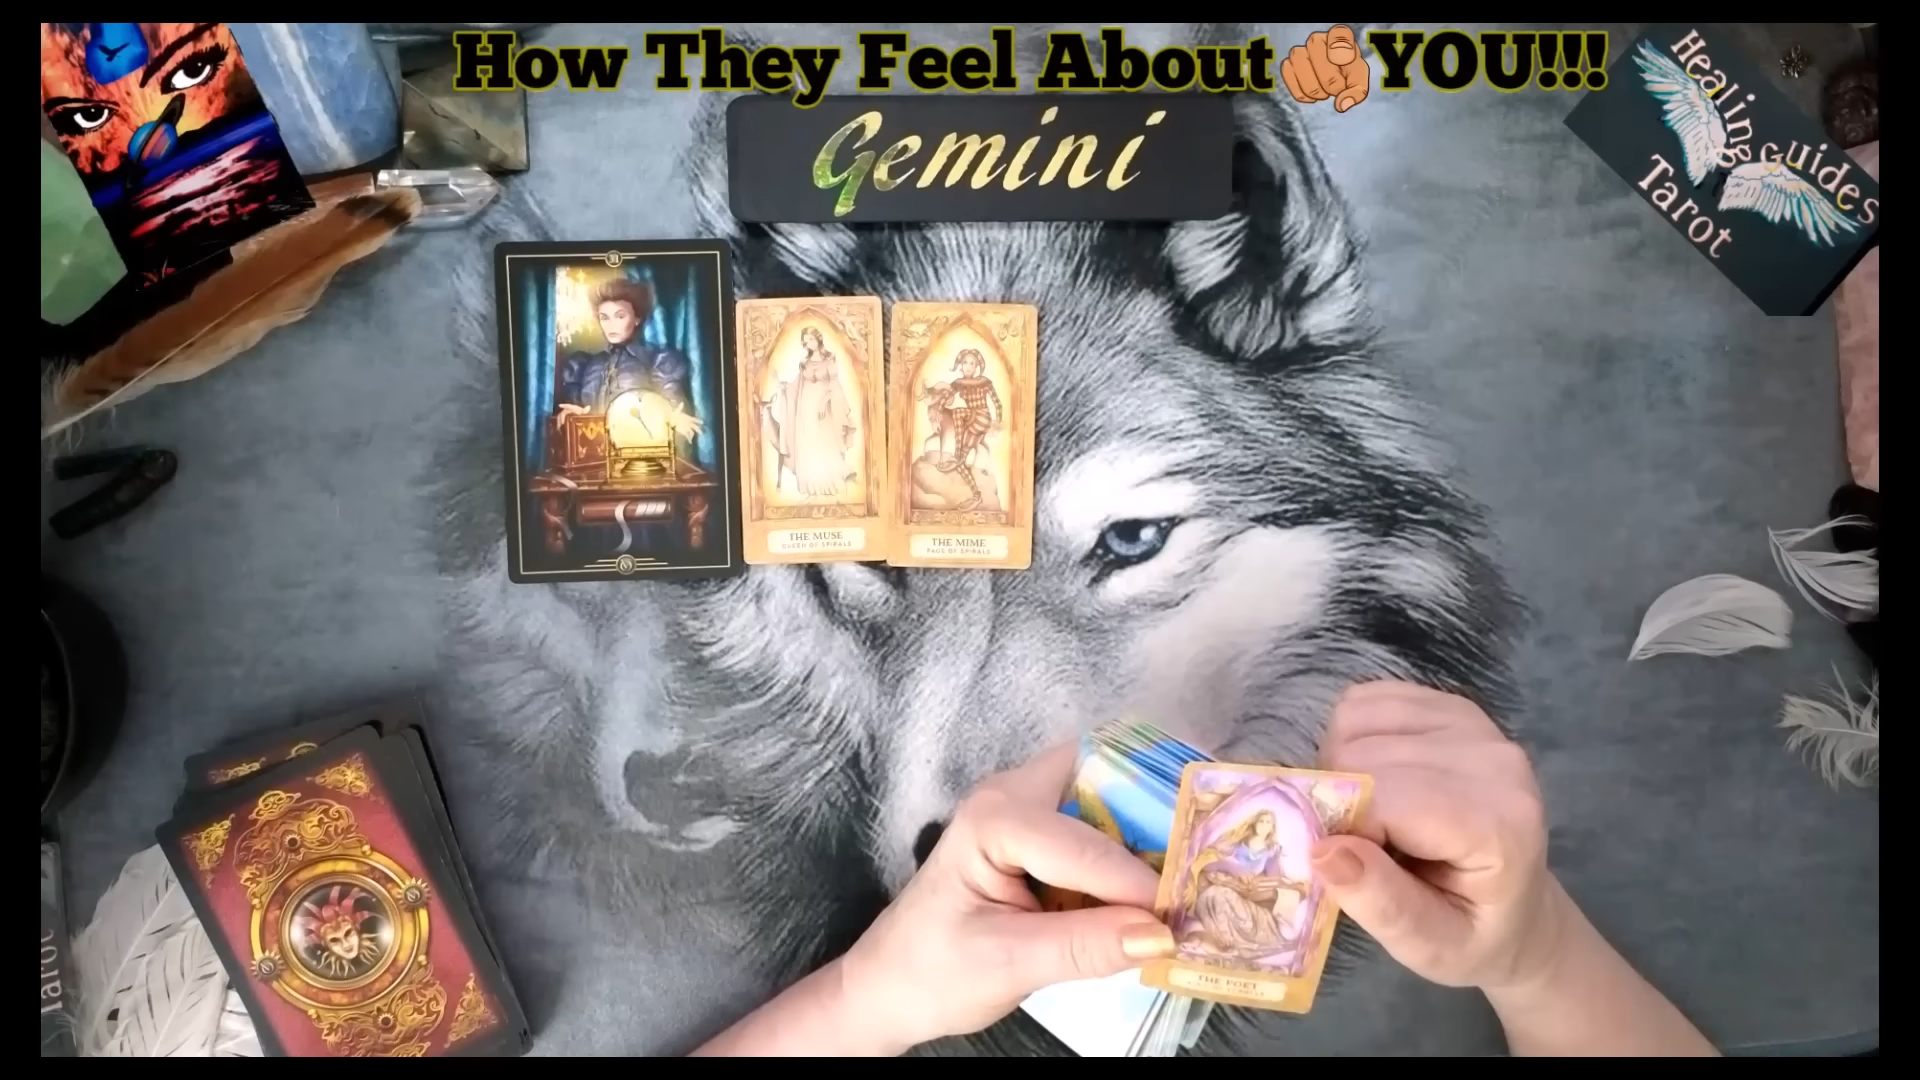 How They Feel About YOU!!!
Gemini
Healing
Guides
Tarot
THE MUSE
QUEEN OF SPIRALS
THE MIME
PAGE OF SPIRALS
THE POET
Tarot